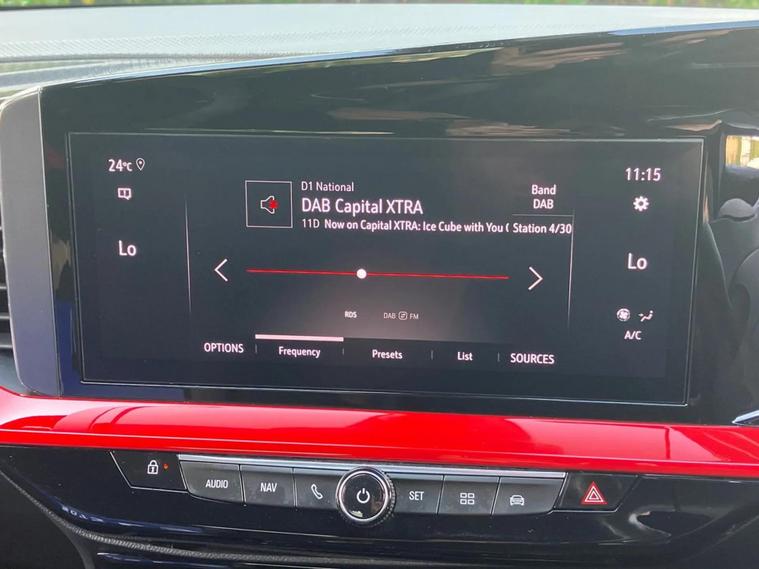 24°C
11:15
D1 National
Band
DAB Capital XTRA
DAB
11D Now on Capital XTRA: Ice Cube with You (
Station 4/30
Lo
Lo
RDS
DAB FM
A/C
OPTIONS
Frequency
Presets
List
SOURCES
AUDIO
NAV
SET